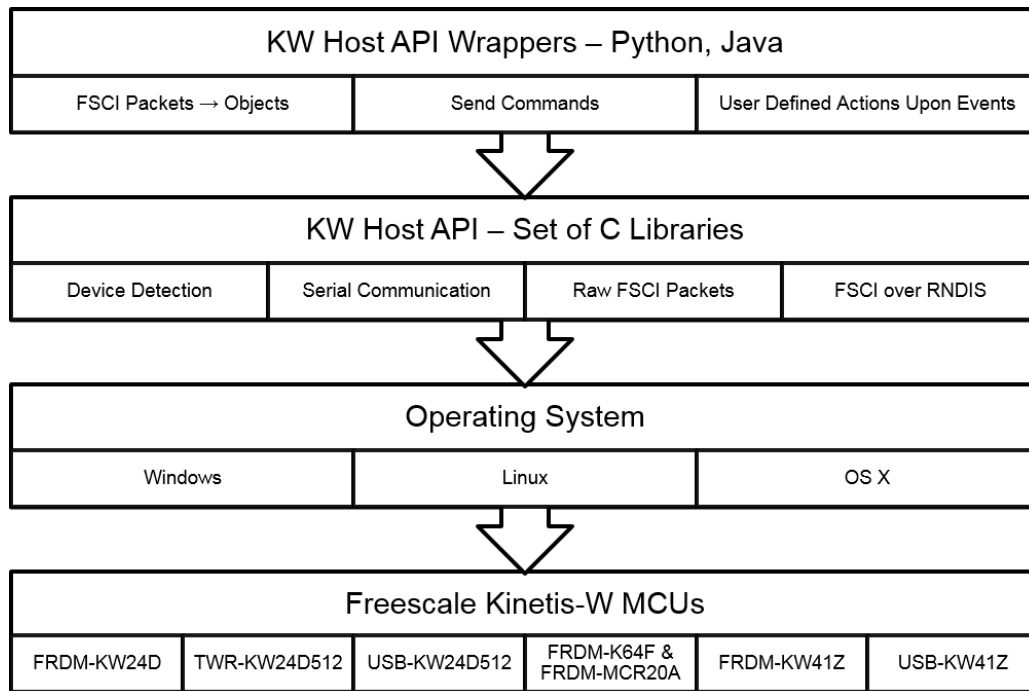 KW Host API Wrappers – Python, Java
FSCI Packets → Objects
Send Commands
User Defined Actions Upon Events
KW Host API – Set of C Libraries
Device Detection
Serial Communication
Raw FSCI Packets
FSCI over RNDIS
Operating System
Windows
Linux
OS X
Freescale Kinetis-W MCUs
FRDM-KW24D
TWR-KW24D512
USB-KW24D512
FRDM-K64F &
FRDM-MCR20A
FRDM-KW41Z
USB-KW41Z